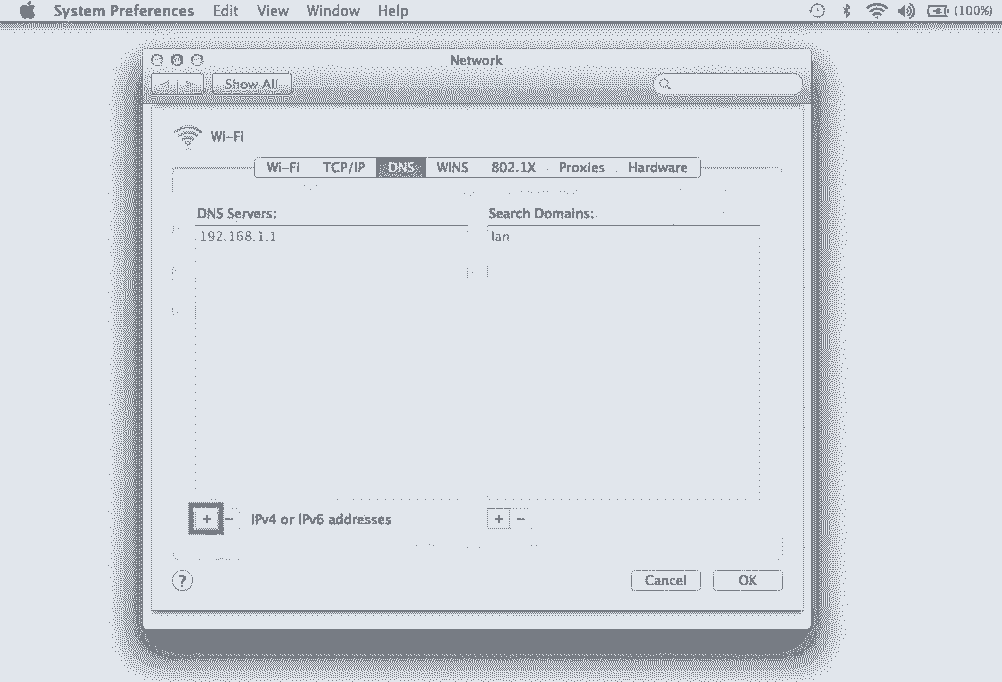 System Preferences Edit View Window Help (100%)
Network
Show All
Wi-Fi
Wi-Fi TCP/IP DNS WINS 802.1X Proxies Hardware
DNS Servers: Search Domains:
192.168.1.1 lan
+ − IPv4 or IPv6 addresses + −
? Cancel OK